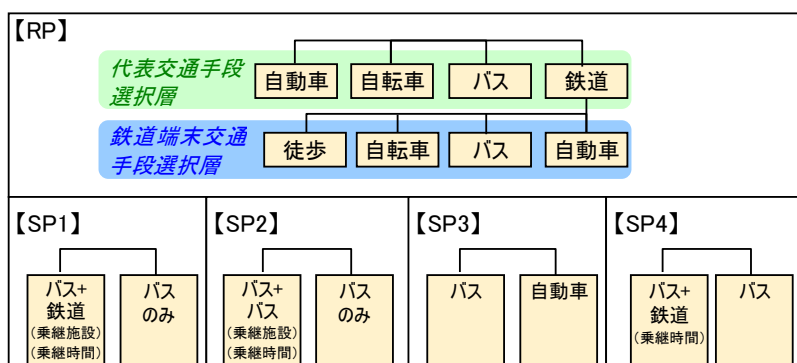 【RP】
代表交通手段
選択層
自動車 自転車 バス 鉄道
鉄道端末交通
手段選択層
徒歩 自転車 バス 自動車
【SP1】
バス+
鉄道
(乗継施設)
(乗継時間)
バス
のみ
【SP2】
バス+
バス
(乗継施設)
(乗継時間)
バス
のみ
【SP3】
バス
自動車
【SP4】
バス+
鉄道
(乗継時間)
バス